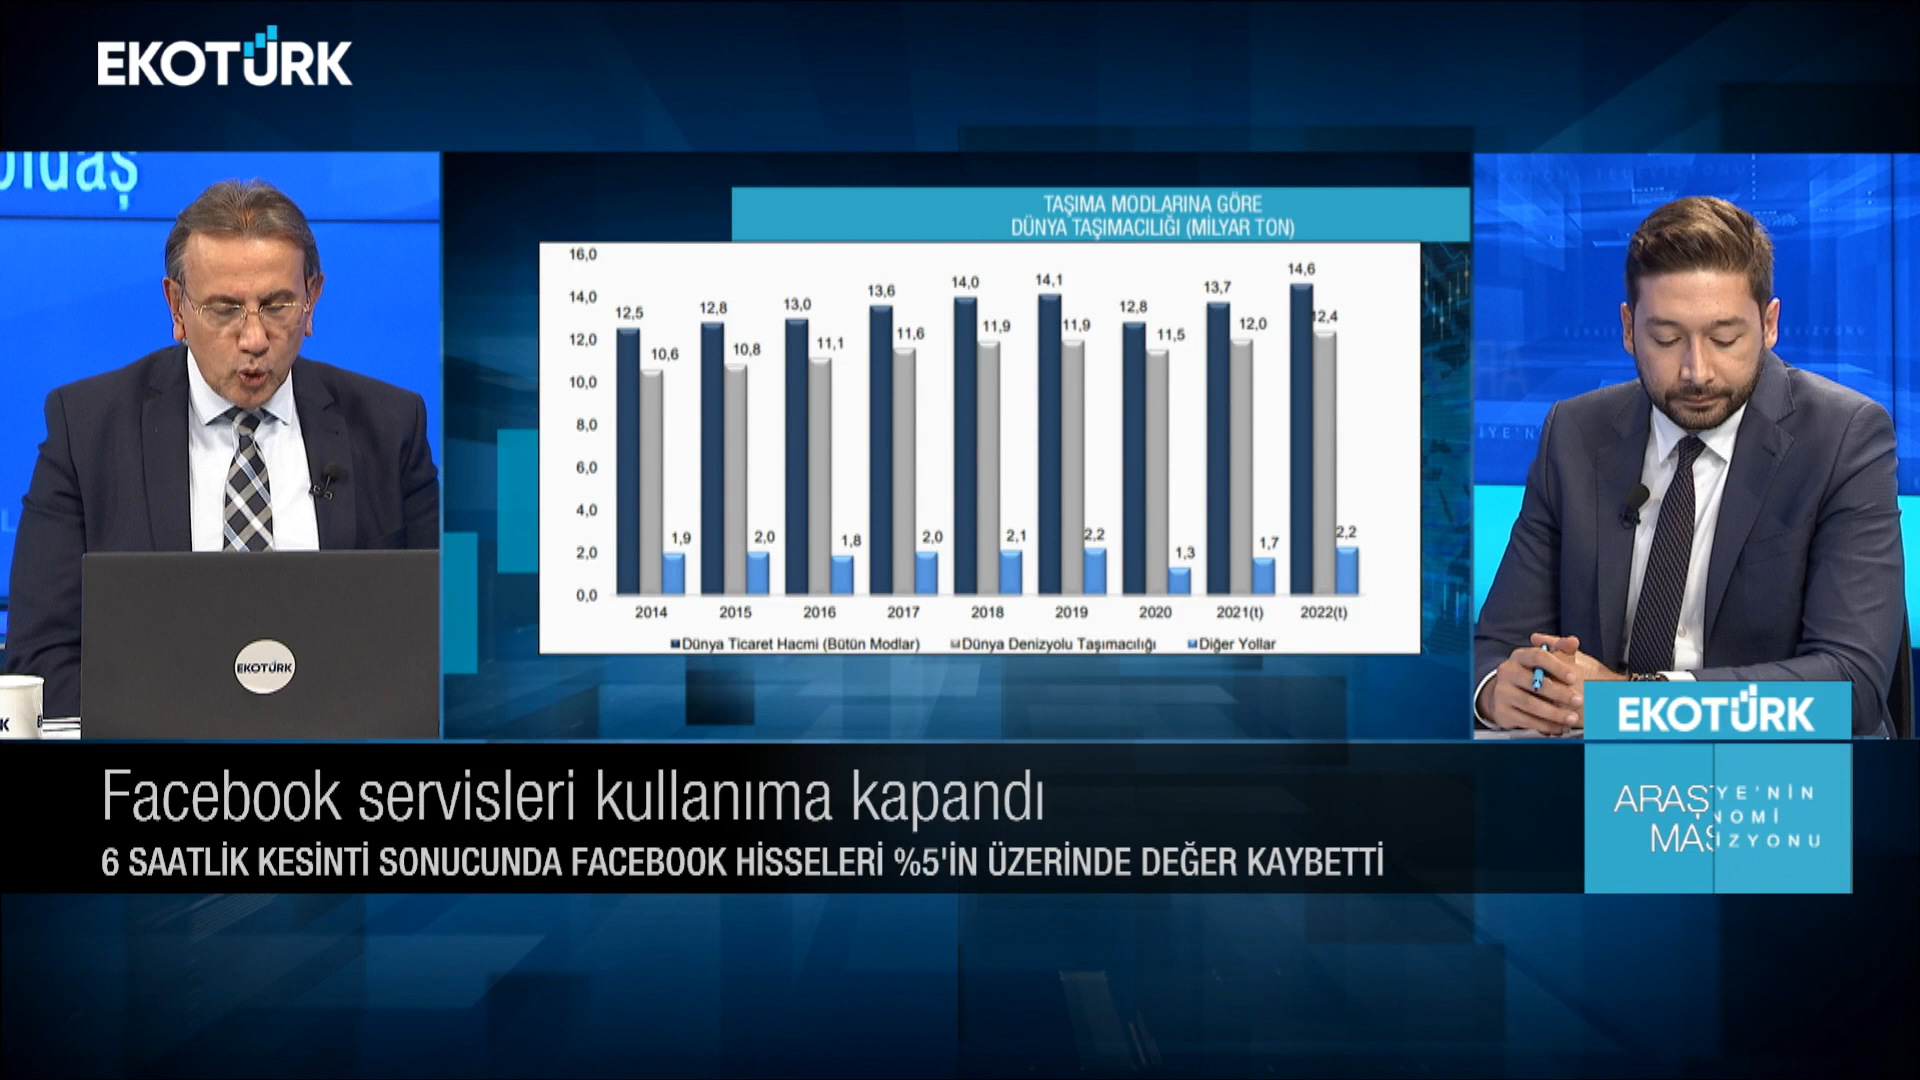 EKOTÜRK
TAŞIMA MODLARINA GÖRE
DÜNYA TAŞIMACILIĞI (MİLYAR TON)
16,0
14,0
12,0
10,0
8,0
6,0
4,0
2,0
0,0
12,5 10,6 1,9
12,8 10,8 2,0
13,0 11,1 1,8
13,6 11,6 2,0
14,0 11,9 2,1
14,1 11,9 2,2
12,8 11,5 1,3
13,7 12,0 1,7
14,6 12,4 2,2
2014 2015 2016 2017 2018 2019 2020 2021(t) 2022(t)
Dünya Ticaret Hacmi (Bütün Modlar) Dünya Denizyolu Taşımacılığı Diğer Yollar
EKOTÜRK
EKOTÜRK
Facebook servisleri kullanıma kapandı
6 SAATLİK KESİNTİ SONUCUNDA FACEBOOK HİSSELERİ %5'İN ÜZERİNDE DEĞER KAYBETTİ